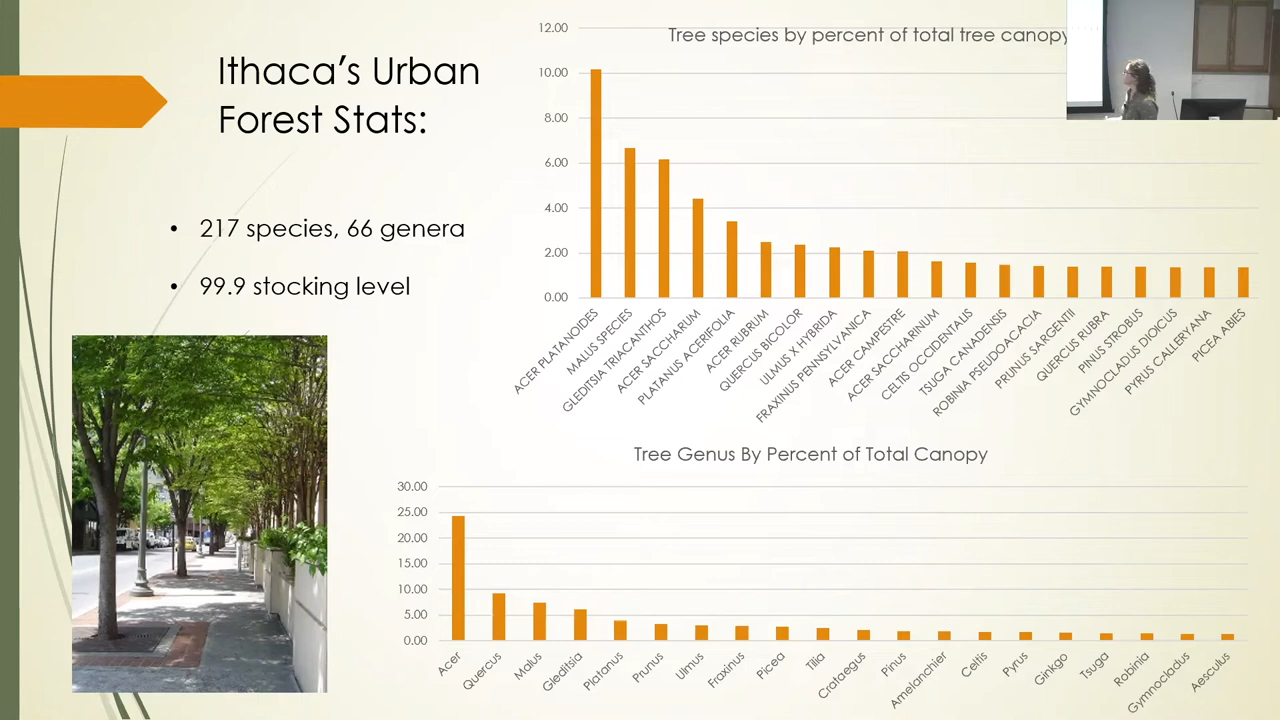 Ithaca's Urban
Forest Stats:
• 217 species, 66 genera
• 99.9 stocking level
Tree species by percent of total tree canopy
12.00
10.00
8.00
6.00
4.00
2.00
0.00
ACER PLATANOIDES
MALUS SPECIES
GLEDITSIA TRIACANTHOS
ACER SACCHARUM
PLATANUS ACERIFOLIA
ACER RUBRUM
QUERCUS BICOLOR
ULMUS X HYBRIDA
FRAXINUS PENNSYLVANICA
ACER CAMPESTRE
ACER SACCHARINUM
CELTIS OCCIDENTALIS
TSUGA CANADENSIS
ROBINIA PSEUDOACACIA
PRUNUS SARGENTII
QUERCUS RUBRA
PINUS STROBUS
GYMNOCLADUS DIOICUS
PYRUS CALLERYANA
PICEA ABIES
Tree Genus By Percent of Total Canopy
30.00
25.00
20.00
15.00
10.00
5.00
0.00
Acer
Quercus
Malus
Gleditsia
Platanus
Prunus
Ulmus
Fraxinus
Picea
Tilia
Crataegus
Pinus
Amelanchier
Celtis
Pyrus
Ginkgo
Tsuga
Robinia
Gymnocladus
Aesculus